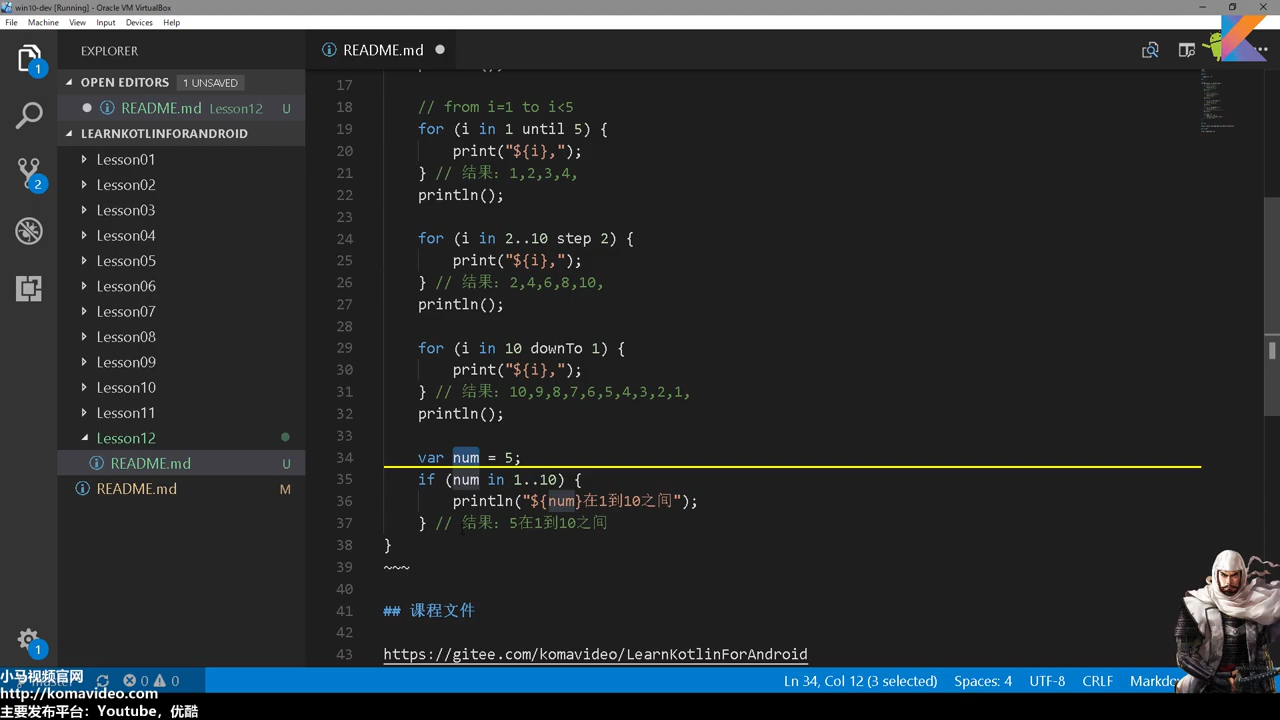 win10-dev [Running] - Oracle VM VirtualBox
File Machine View Input Devices Help
EXPLORER
OPEN EDITORS 1 UNSAVED
README.md Lesson12 U
LEARNKOTLINFORANDROID
Lesson01
Lesson02
Lesson03
Lesson04
Lesson05
Lesson06
Lesson07
Lesson08
Lesson09
Lesson10
Lesson11
Lesson12
README.md U
README.md M
1
2
1
README.md
17
18 // from i=1 to i<5
19 for (i in 1 until 5) {
20 print("${i},");
21 } // 结果: 1,2,3,4,
22 println();
23
24 for (i in 2..10 step 2) {
25 print("${i},");
26 } // 结果: 2,4,6,8,10,
27 println();
28
29 for (i in 10 downTo 1) {
30 print("${i},");
31 } // 结果: 10,9,8,7,6,5,4,3,2,1,
32 println();
33
34 var num = 5;
35 if (num in 1..10) {
36 println("${num}在1到10之间");
37 } // 结果: 5在1到10之间
38 }
39 ~~~
40
41 ## 课程文件
42
43 https://gitee.com/komavideo/LearnKotlinForAndroid
0 0
Ln 34, Col 12 (3 selected) Spaces: 4 UTF-8 CRLF
小马视频官网
http://komavideo.com
主要发布平台: Youtube, 优酷